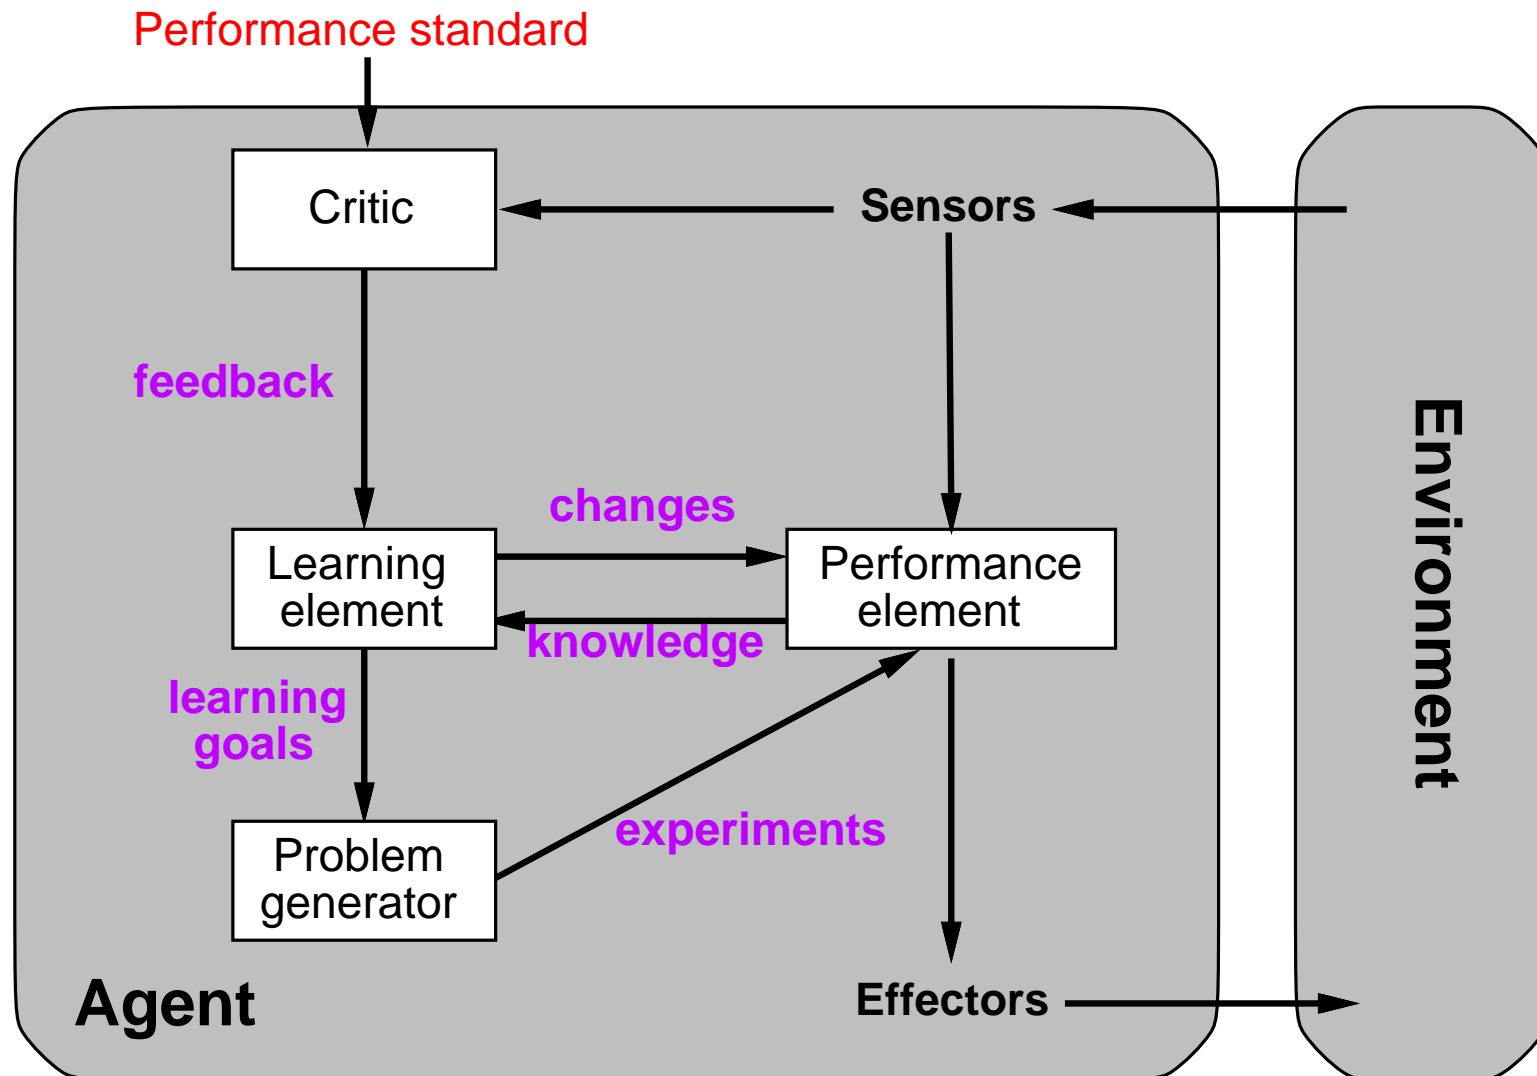 Performance standard
Critic
Sensors
feedback
changes
Learning
element
Performance
element
knowledge
learning
goals
experiments
Problem
generator
Agent
Effectors
Environment